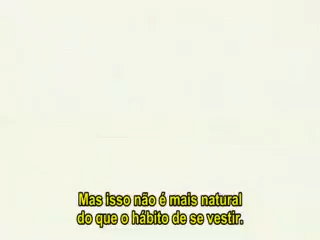 Mas isso não é mais natural
do que o hábito de se vestir.